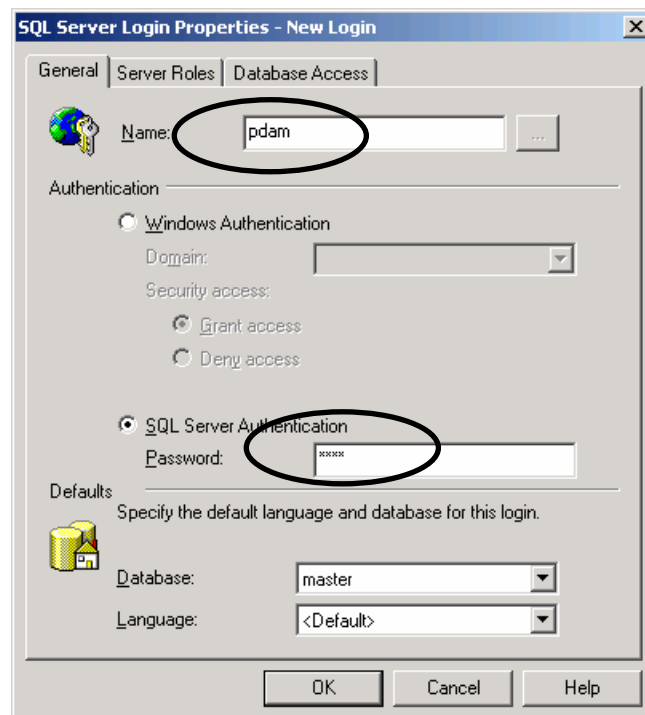 SQL Server Login Properties - New Login
General Server Roles Database Access
Name: pdam ...
Authentication
Windows Authentication
Domain:
Security access:
Grant access
Deny access
SQL Server Authentication
Password: ****
Defaults
Specify the default language and database for this login.
Database: master
Language: <Default>
OK Cancel Help